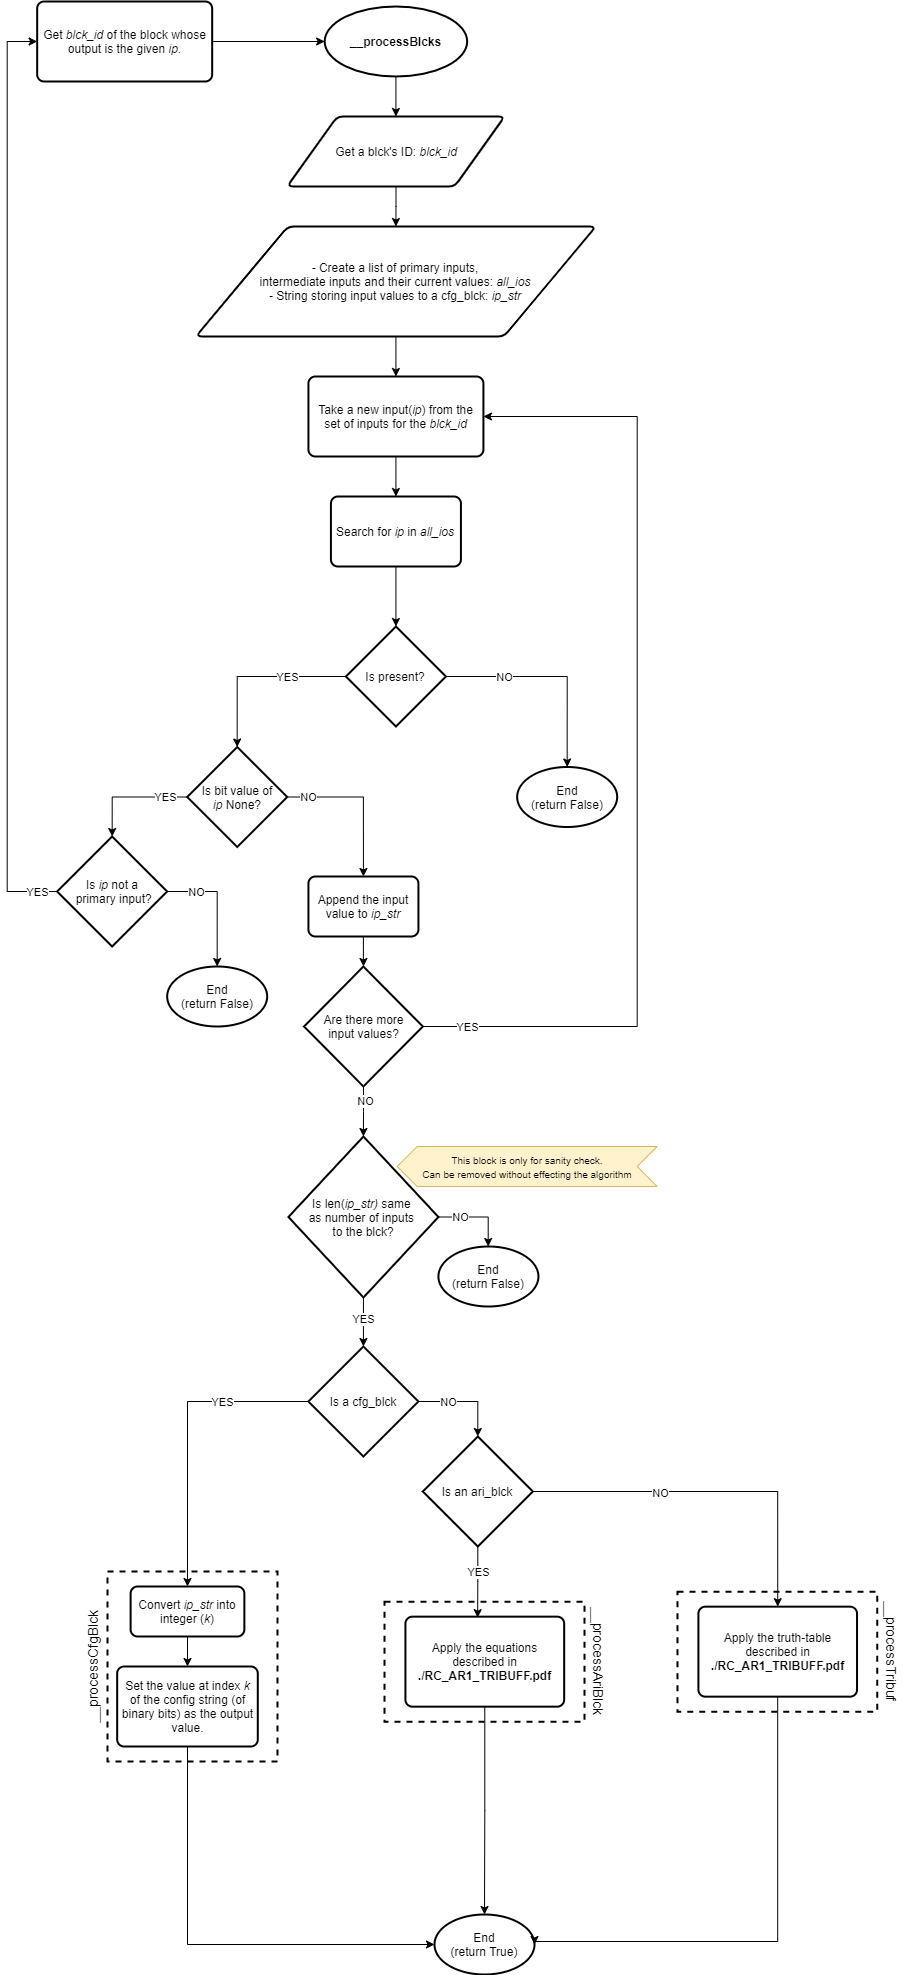 Get blck_id of the block whose
output is the given ip.
__processBlcks
Get a blck's ID: blck_id
- Create a list of primary inputs,
intermediate inputs and their current values: all_ios
- String storing input values to a cfg_blck: ip_str
Take a new input(ip) from the
set of inputs for the blck_id
Search for ip in all_ios
Is present?
YES
NO
Is bit value of
ip None?
YES
NO
End
(return False)
Is ip not a
primary input?
YES
NO
Append the input
value to ip_str
End
(return False)
Are there more
input values?
YES
NO
This block is only for sanity check.
Can be removed without effecting the algorithm
Is len(ip_str) same
as number of inputs
to the blck?
NO
End
(return False)
YES
Is a cfg_blck
YES
NO
Is an ari_blck
NO
YES
__processCfgBlck
Convert ip_str into
integer (k)
Set the value at index k
of the config string (of
binary bits) as the output
value.
Apply the equations
described in
./RC_AR1_TRIBUFF.pdf
__processAriBlck
Apply the truth-table
described in
./RC_AR1_TRIBUFF.pdf
__processTribuf
End
(return True)